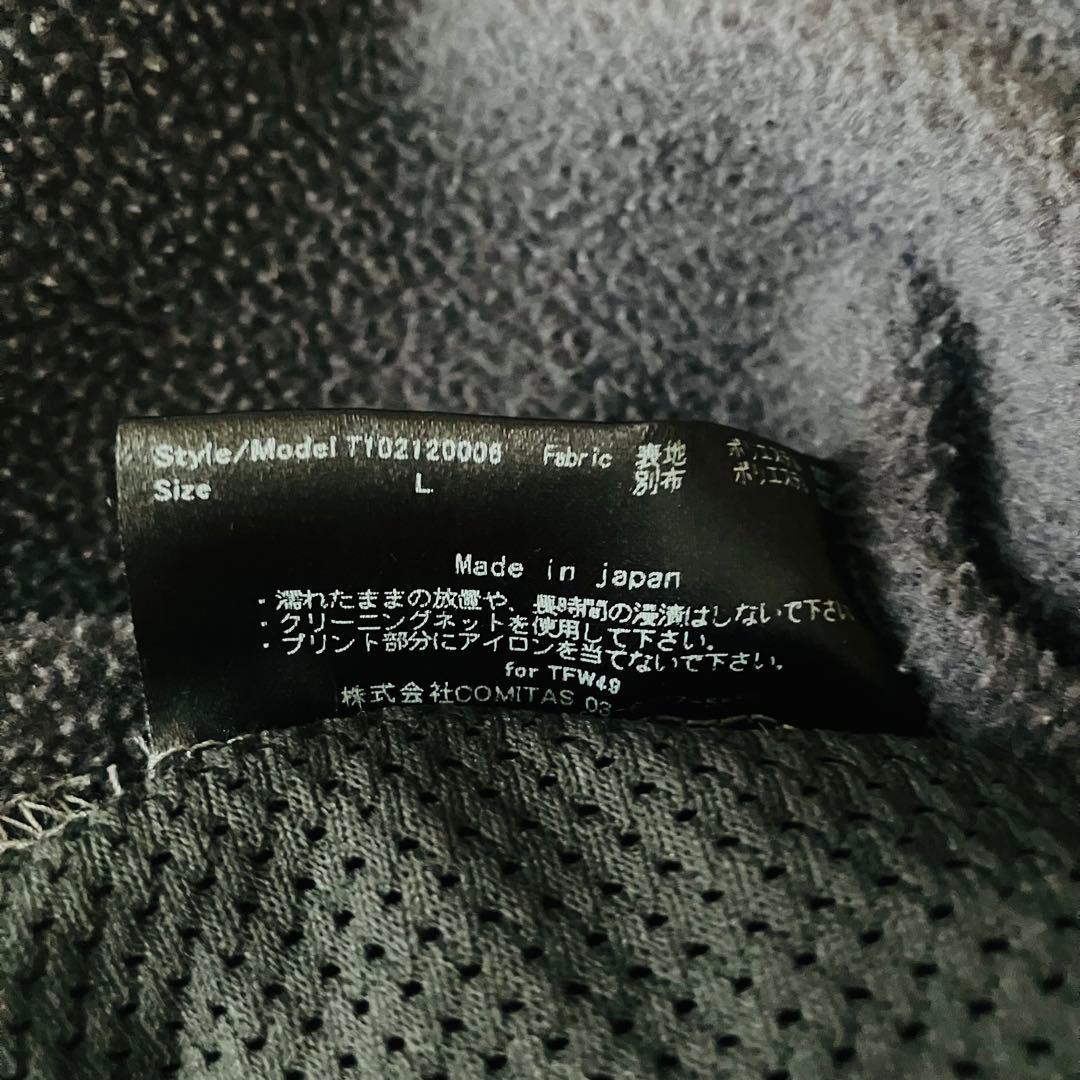 Style/Model T102120006 Fabric 表地
Size L 別布
Made in japan
・濡れたままの放置や、長時間の浸漬はしないで下さい
・クリーニングネットを使用して下さい。
・プリント部分にアイロンを当てないで下さい。
for TFW49
株式会社COMITAS 03-